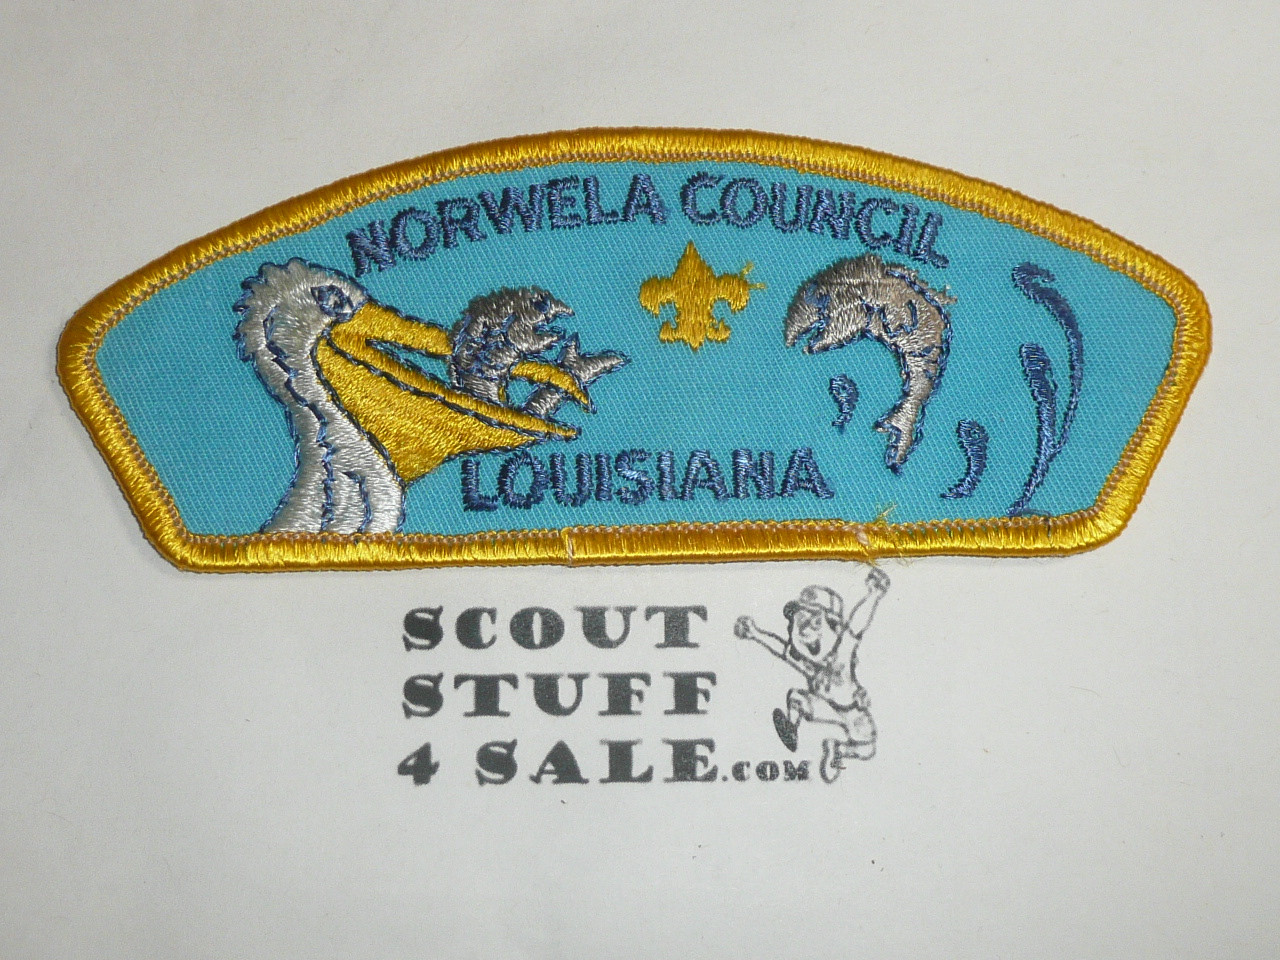 NORWELA COUNCIL
LOUISIANA
SCOUT
STUFF
4 SALE.COM